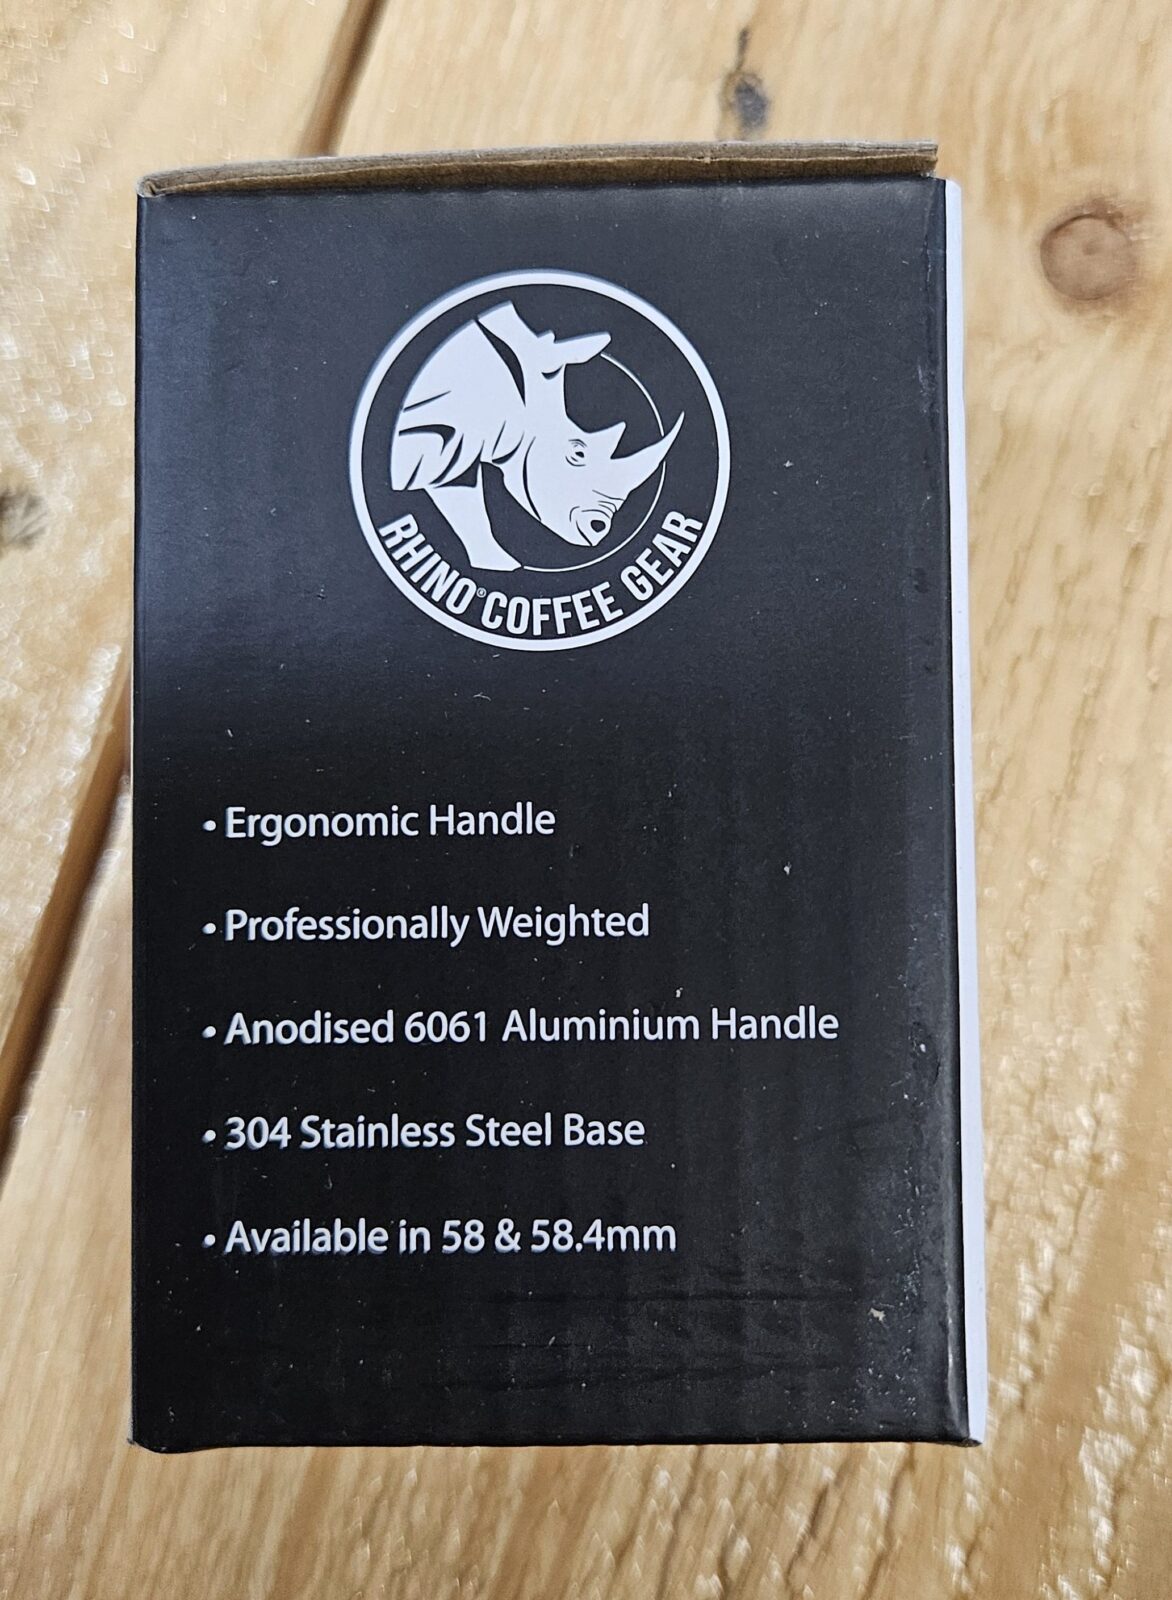 RHINO® COFFEE GEAR
• Ergonomic Handle
• Professionally Weighted
• Anodised 6061 Aluminium Handle
• 304 Stainless Steel Base
• Available in 58 & 58.4mm